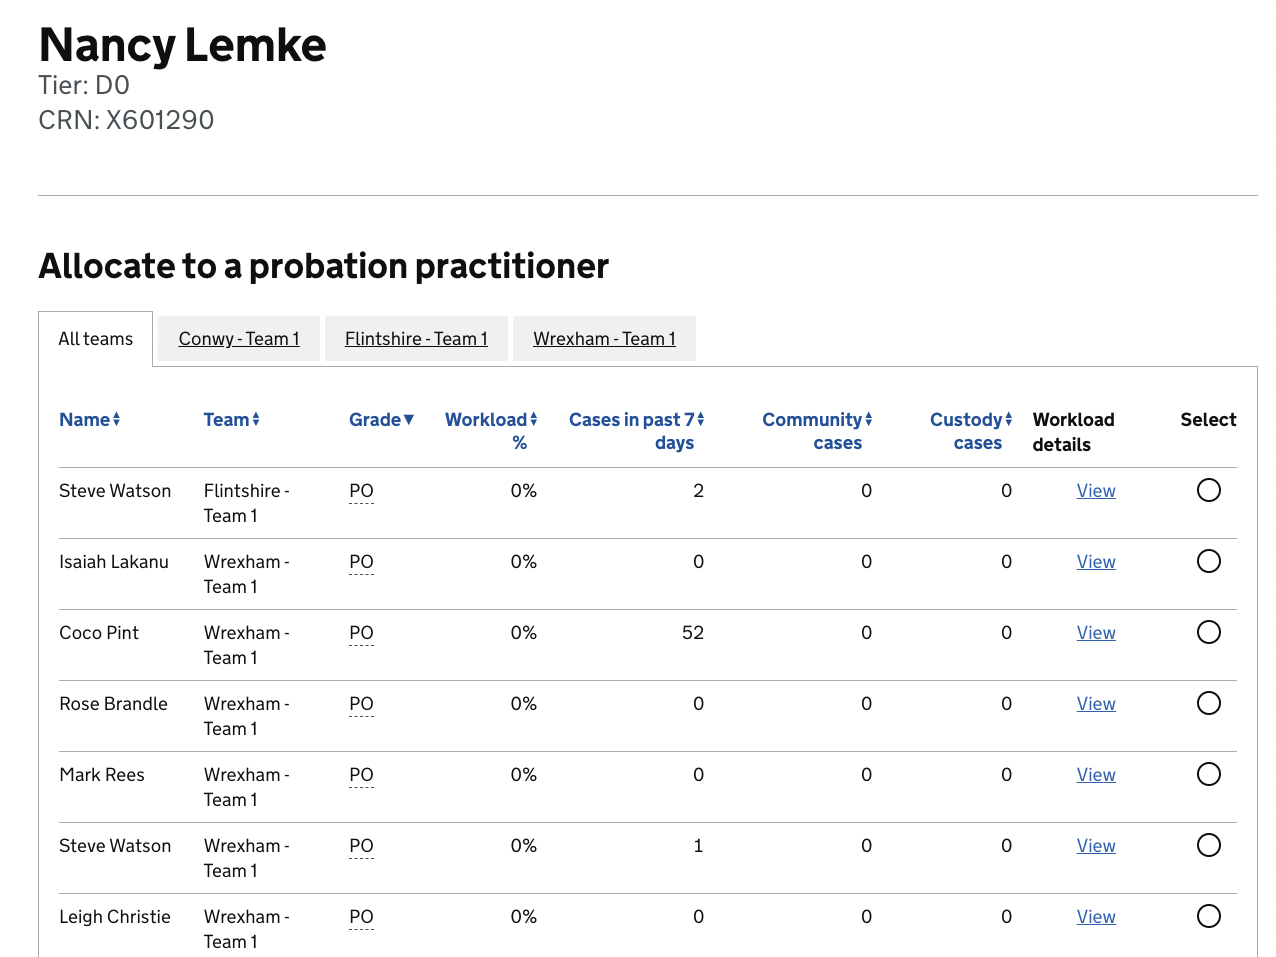 Nancy Lemke
Tier: D0
CRN: X601290
Allocate to a probation practitioner
All teams Conwy - Team 1 Flintshire - Team 1 Wrexham - Team 1
Name Team Grade Workload % Cases in past 7 days Community cases Custody cases Workload details Select
Steve Watson Flintshire - Team 1 PO 0% 2 0 0 View
Isaiah Lakanu Wrexham - Team 1 PO 0% 0 0 0 View
Coco Pint Wrexham - Team 1 PO 0% 52 0 0 View
Rose Brandle Wrexham - Team 1 PO 0% 0 0 0 View
Mark Rees Wrexham - Team 1 PO 0% 0 0 0 View
Steve Watson Wrexham - Team 1 PO 0% 1 0 0 View
Leigh Christie Wrexham - Team 1 PO 0% 0 0 0 View